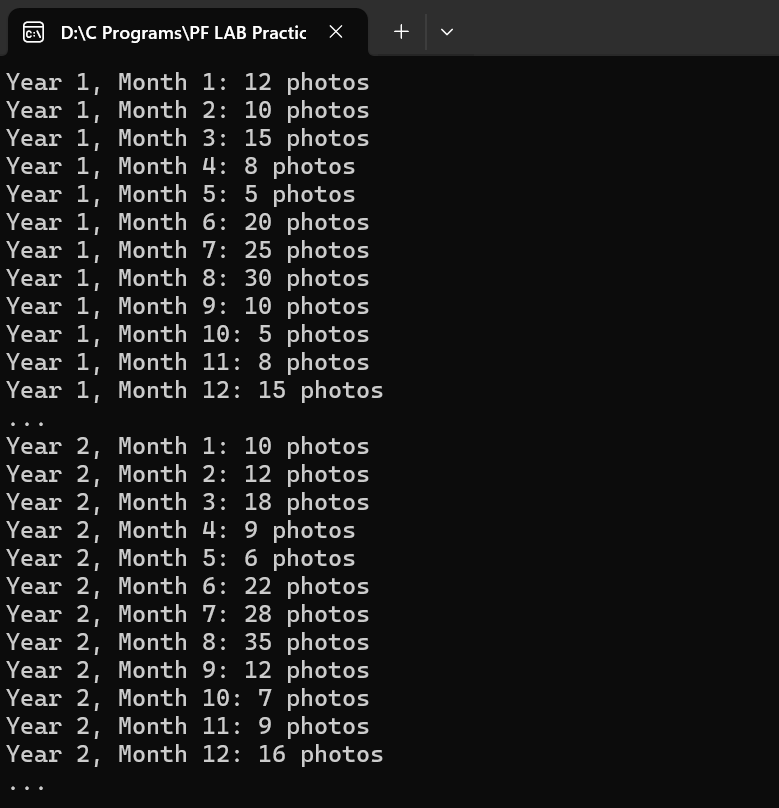 D:\C Programs\PF LAB Practic
Year 1, Month 1: 12 photos
Year 1, Month 2: 10 photos
Year 1, Month 3: 15 photos
Year 1, Month 4: 8 photos
Year 1, Month 5: 5 photos
Year 1, Month 6: 20 photos
Year 1, Month 7: 25 photos
Year 1, Month 8: 30 photos
Year 1, Month 9: 10 photos
Year 1, Month 10: 5 photos
Year 1, Month 11: 8 photos
Year 1, Month 12: 15 photos
...
Year 2, Month 1: 10 photos
Year 2, Month 2: 12 photos
Year 2, Month 3: 18 photos
Year 2, Month 4: 9 photos
Year 2, Month 5: 6 photos
Year 2, Month 6: 22 photos
Year 2, Month 7: 28 photos
Year 2, Month 8: 35 photos
Year 2, Month 9: 12 photos
Year 2, Month 10: 7 photos
Year 2, Month 11: 9 photos
Year 2, Month 12: 16 photos
...